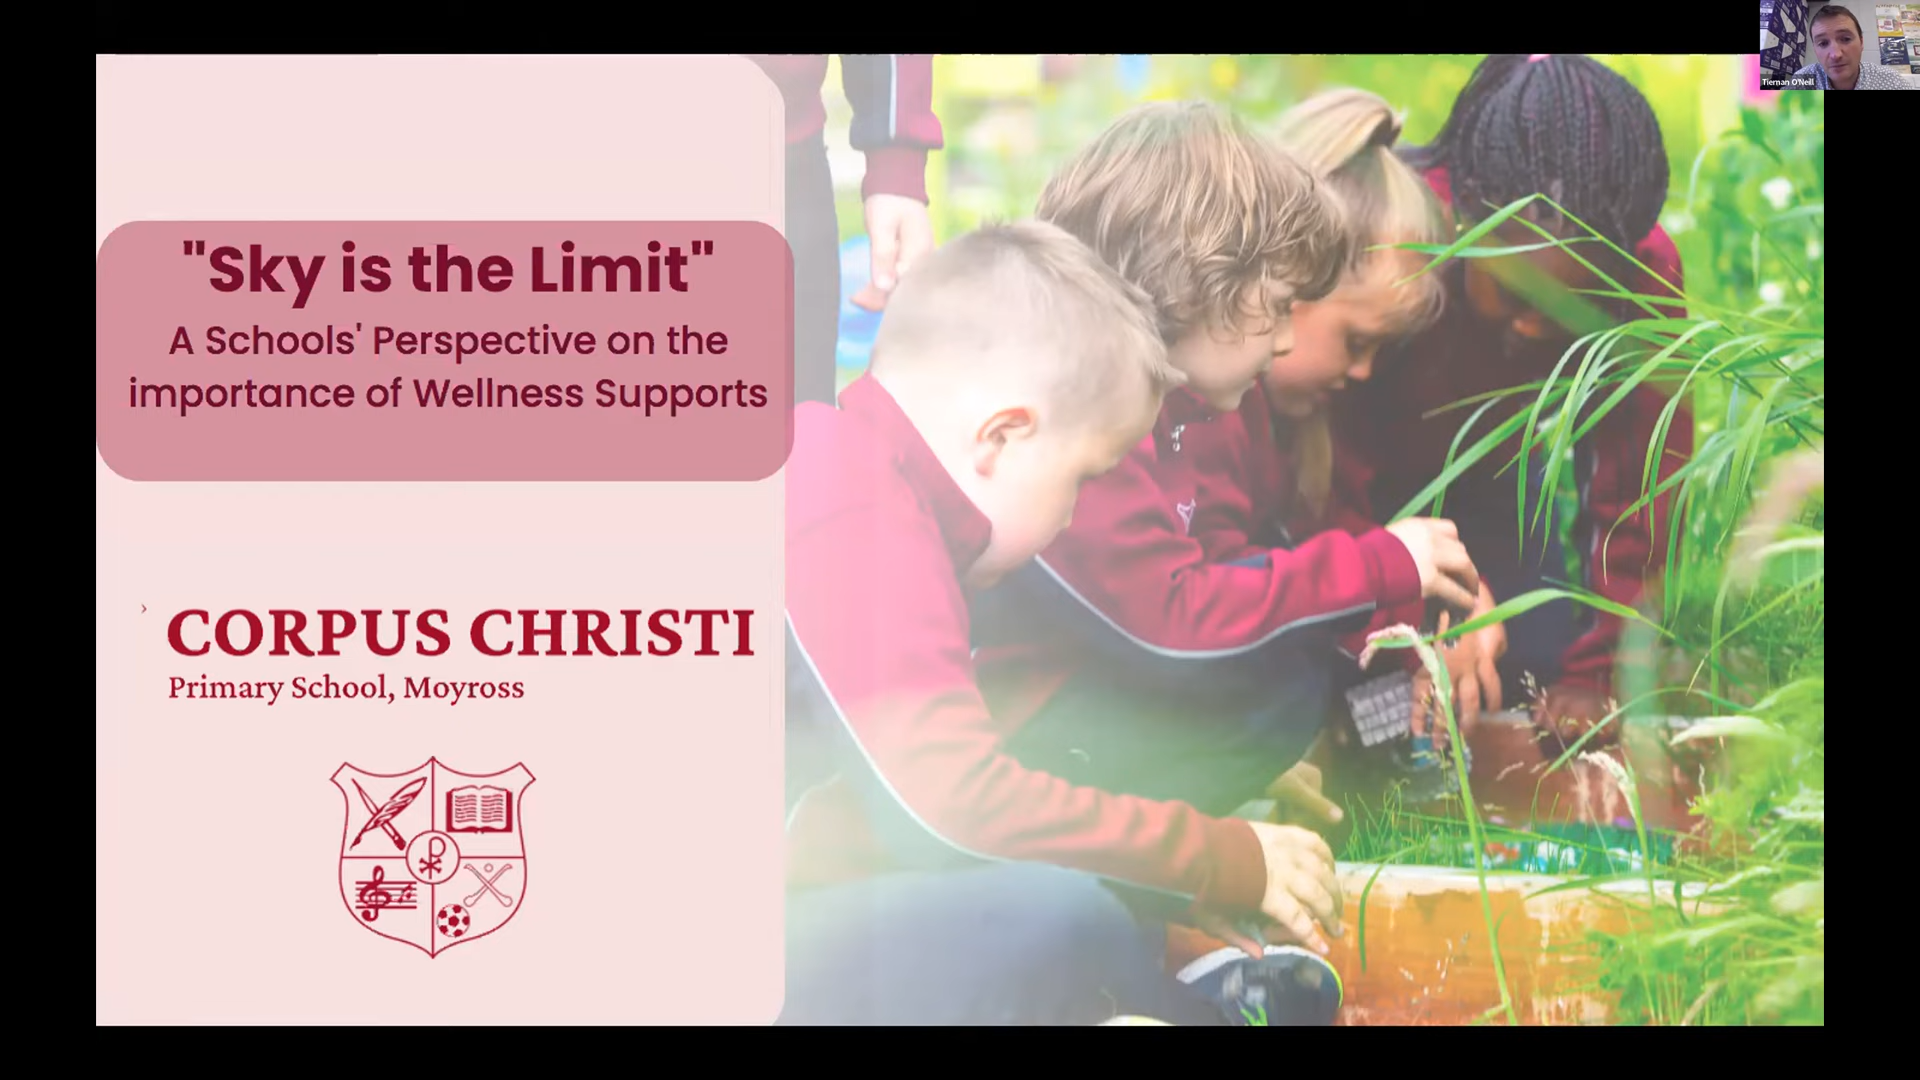 "Sky is the Limit"
A Schools' Perspective on the
importance of Wellness Supports
CORPUS CHRISTI
Primary School, Moyross
Tiernan O'Neill